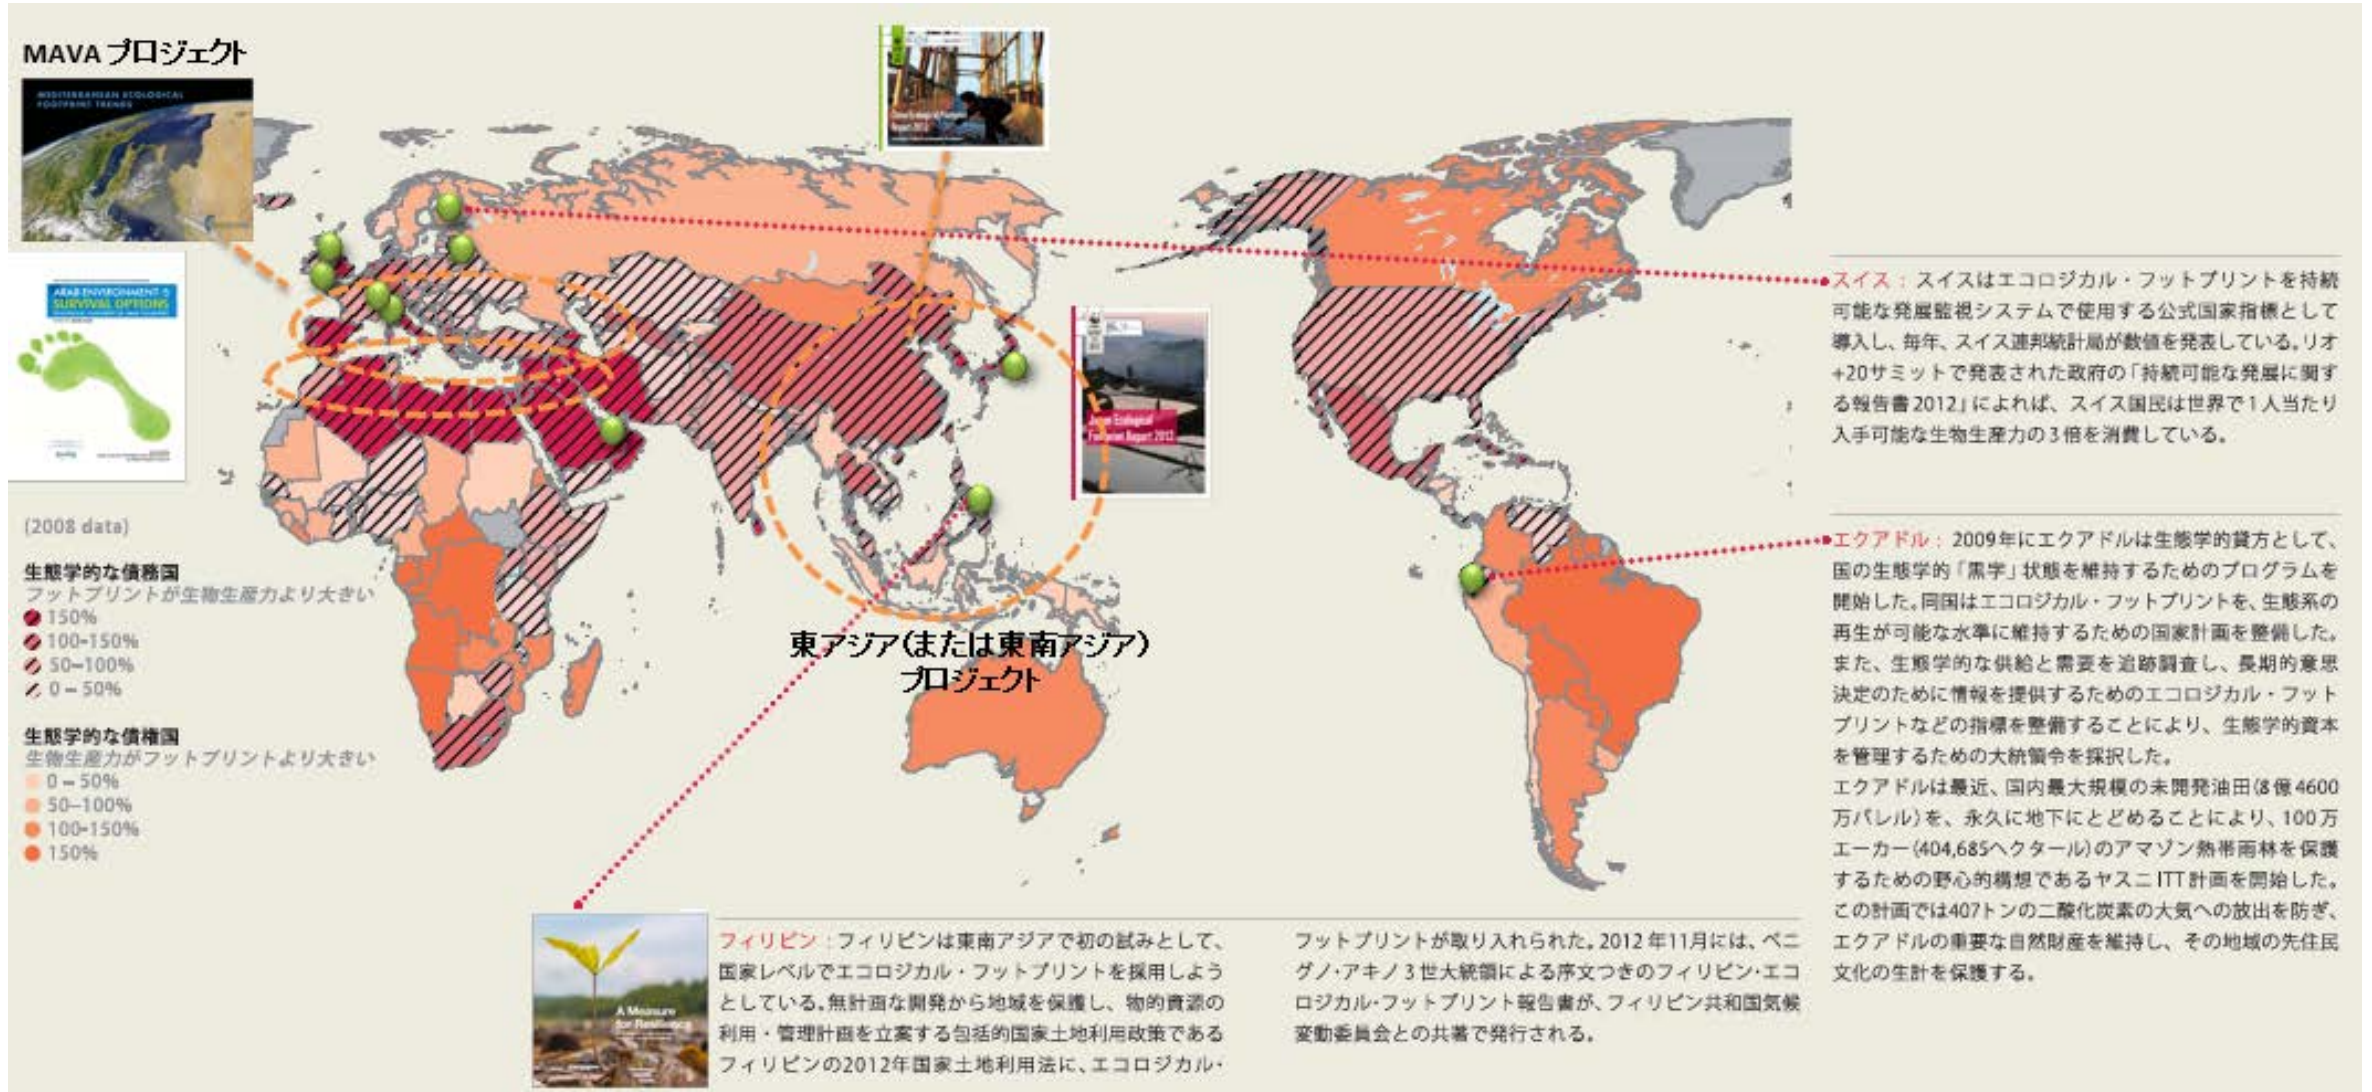 MAVA プロジェクト
MEDITERRANEAN ECOLOGICAL
FOOTPRINT TRENDS
ARAB ENVIRONMENT 5
SURVIVAL OPTIONS
Japan Ecological
Footprint Report 2012
(2008 data)
生態学的な債務国
フットプリントが生物生産力より大きい
150%
100-150%
50-100%
0 - 50%
生態学的な債権国
生物生産力がフットプリントより大きい
0 - 50%
50-100%
100-150%
150%
東アジア(または東南アジア)
プロジェクト
スイス : スイスはエコロジカル・フットプリントを持続
可能な発展監視システムで使用する公式国家指標として
導入し、毎年、スイス連邦統計局が数値を発表している。リオ
+20サミットで発表された政府の「持続可能な発展に関す
る報告書2012」によれば、スイス国民は世界で1人当たり
入手可能な生物生産力の3倍を消費している。
エクアドル : 2009年にエクアドルは生態学的貸方として、
国の生態学的「黒字」状態を維持するためのプログラムを
開始した。同国はエコロジカル・フットプリントを、生態系の
再生が可能な水準に維持するための国家計画を整備した。
また、生態学的な供給と需要を追跡調査し、長期的意思
決定のために情報を提供するためのエコロジカル・フット
プリントなどの指標を整備することにより、生態学的資本
を管理するための大統領令を採択した。
エクアドルは最近、国内最大規模の未開発油田(8億4600
万バレル)を、永久に地下にとどめることにより、100万
エーカー(404,685ヘクタール)のアマゾン熱帯雨林を保護
するための野心的構想であるヤスニITT計画を開始した。
この計画では407トンの二酸化炭素の大気への放出を防ぎ、
エクアドルの重要な自然財産を維持し、その地域の先住民
文化の生計を保護する。
A Measure
for Resilience
フィリピン : フィリピンは東南アジアで初の試みとして、
国家レベルでエコロジカル・フットプリントを採用しよう
としている。無計画な開発から地域を保護し、物的資源の
利用・管理計画を立案する包括的国家土地利用政策である
フィリピンの2012年国家土地利用法に、エコロジカル・
フットプリントが取り入れられた。2012年11月には、ベニ
グノ・アキノ3世大統領による序文つきのフィリピン・エコ
ロジカル・フットプリント報告書が、フィリピン共和国気候
変動委員会との共著で発行される。